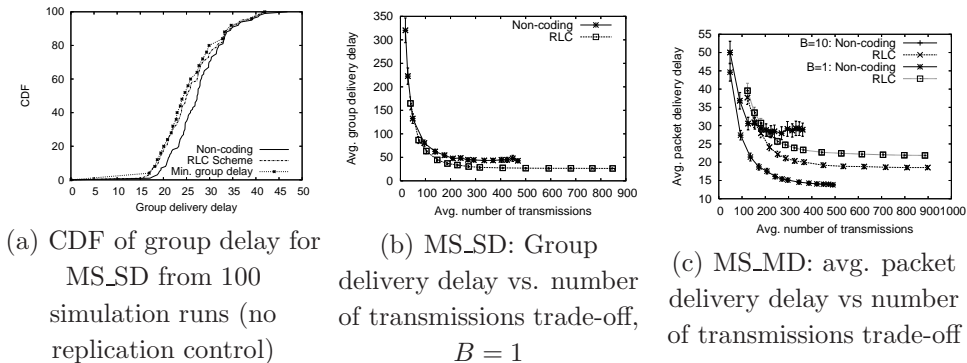 100
80
60
40
20
0
CDF
0 5 10 15 20 25 30 35 40 45 50
Group delivery delay
Non-coding
RLC Scheme
Min. group delay
(a) CDF of group delay for
MS_SD from 100
simulation runs (no
replication control)
350
300
250
200
150
100
50
0
Avg. group delivery delay
0 100 200 300 400 500 600 700 800 900
Avg. number of transmissions
Non-coding
RLC
(b) MS_SD: Group
delivery delay vs. number
of transmissions trade-off,
B = 1
55
50
45
40
35
30
25
20
15
10
Avg. packet delivery delay
0 100 200 300 400 500 600 700 800 900 1000
Avg. number of transmissions
B=10: Non-coding
RLC
B=1: Non-coding
RLC
(c) MS_MD: avg. packet
delivery delay vs number
of transmissions trade-off